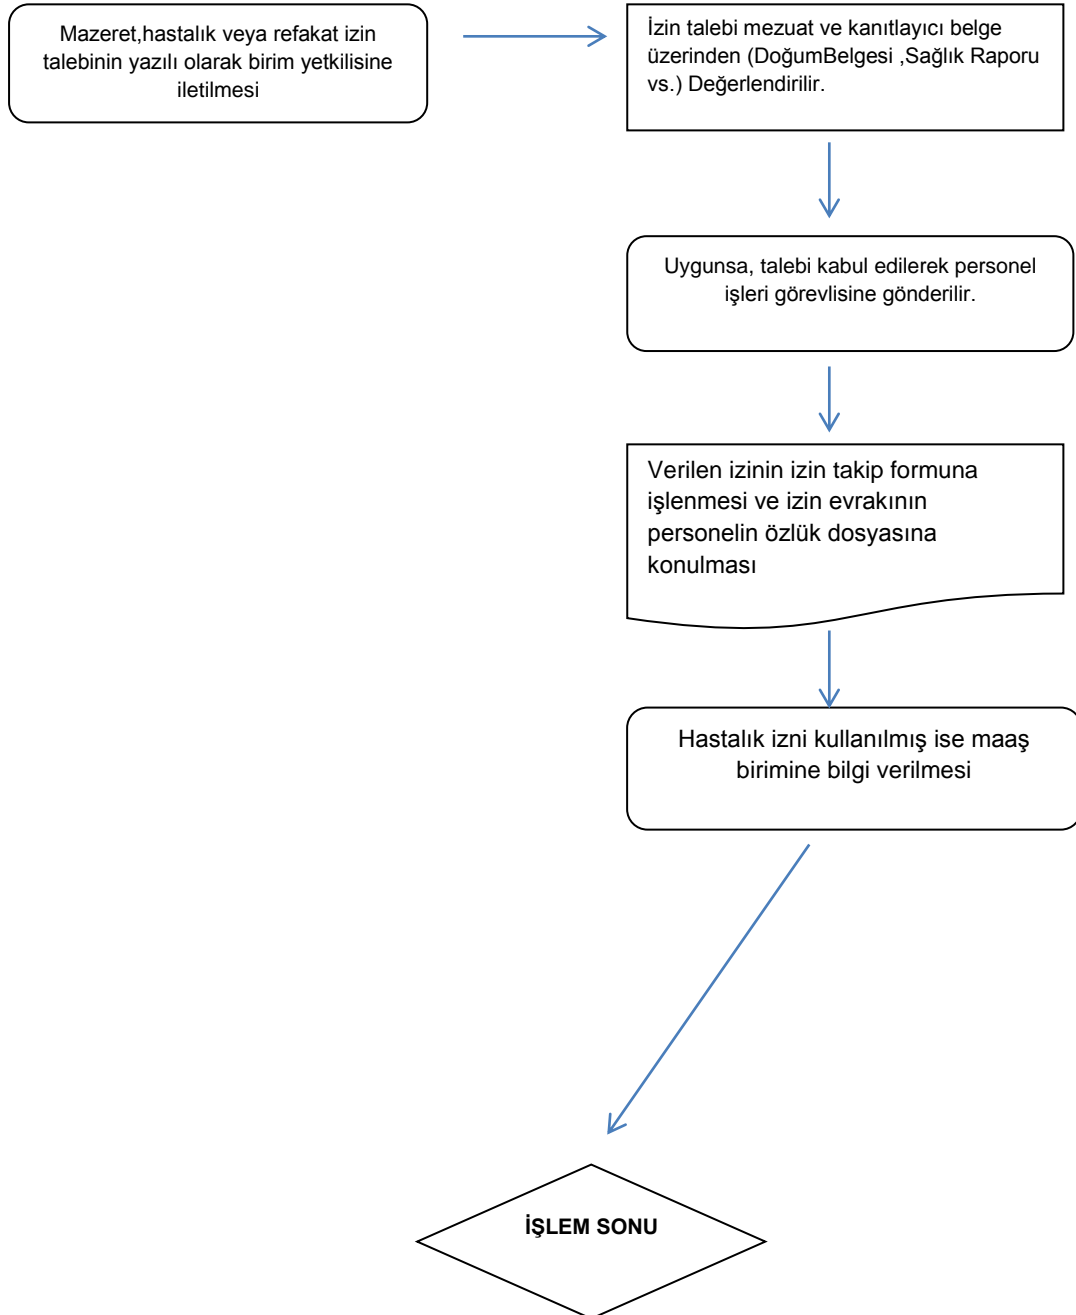 Mazeret,hastalık veya refakat izin
talebinin yazılı olarak birim yetkilisine
iletilmesi
İzin talebi mezuat ve kanıtlayıcı belge
üzerinden (DoğumBelgesi ,Sağlık Raporu
vs.) Değerlendirilir.
Uygunsa, talebi kabul edilerek personel
işleri görevlisine gönderilir.
Verilen izinin izin takip formuna
işlenmesi ve izin evrakının
personelin özlük dosyasına
konulması
Hastalık izni kullanılmış ise maaş
birimine bilgi verilmesi
İŞLEM SONU